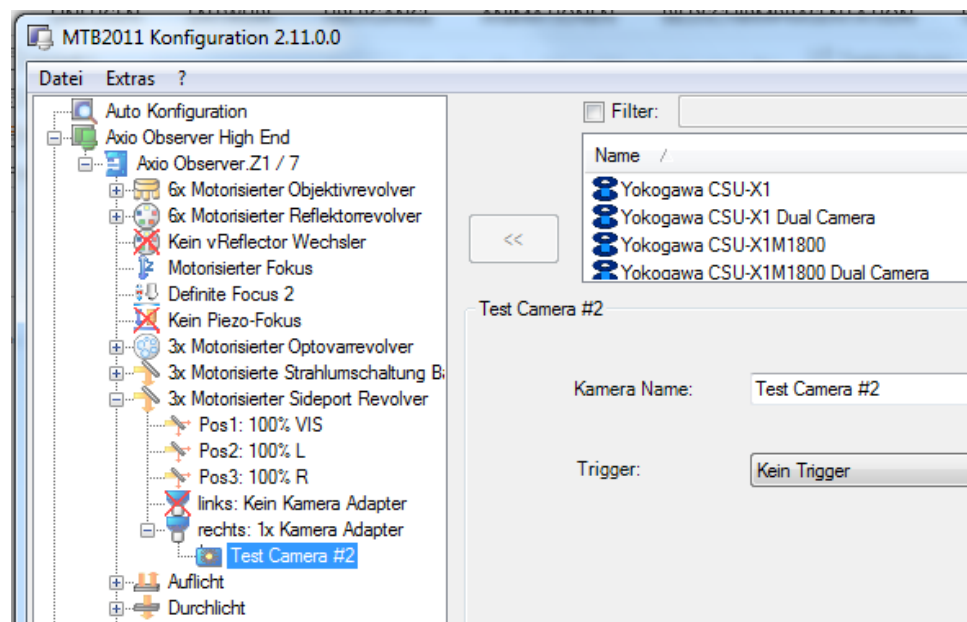 MTB2011 Konfiguration 2.11.0.0
Datei Extras ?
Auto Konfiguration
Axio Observer High End
Axio Observer.Z1 / 7
6x Motorisierter Objektivrevolver
6x Motorisierter Reflektorrevolver
Kein vReflector Wechsler
Motorisierter Fokus
Definite Focus 2
Kein Piezo-Fokus
3x Motorisierter Optovarrevolver
3x Motorisierte Strahlumschaltung Ba
3x Motorisierter Sideport Revolver
Pos1: 100% VIS
Pos2: 100% L
Pos3: 100% R
links: Kein Kamera Adapter
rechts: 1x Kamera Adapter
Test Camera #2
Auflicht
Durchlicht
<<
Filter:
Name
Yokogawa CSU-X1
Yokogawa CSU-X1 Dual Camera
Yokogawa CSU-X1M1800
Yokogawa CSU-X1M1800 Dual Camera
Test Camera #2
Kamera Name: Test Camera #2
Trigger: Kein Trigger